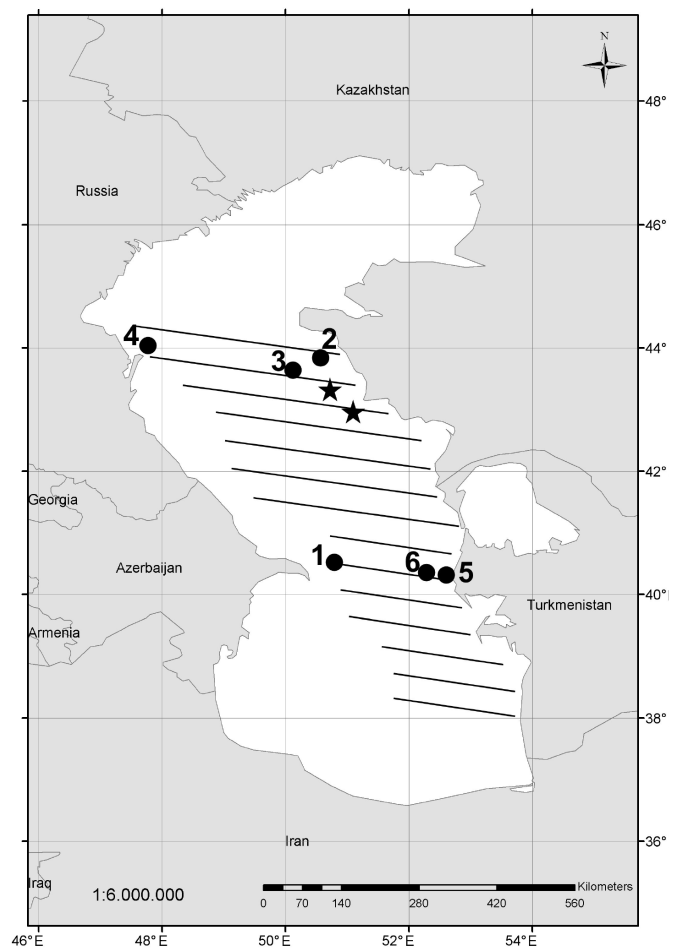 N
Kazakhstan
48°
Russia
46°
4
2
3
44°
42°
Georgia
1
6
5
Azerbaijan
40°
Turkmenistan
Armenia
38°
Iran
36°
Iraq
1:6.000.000
Kilometers
0 70 140 280 420 560
46°E 48°E 50°E 52°E 54°E